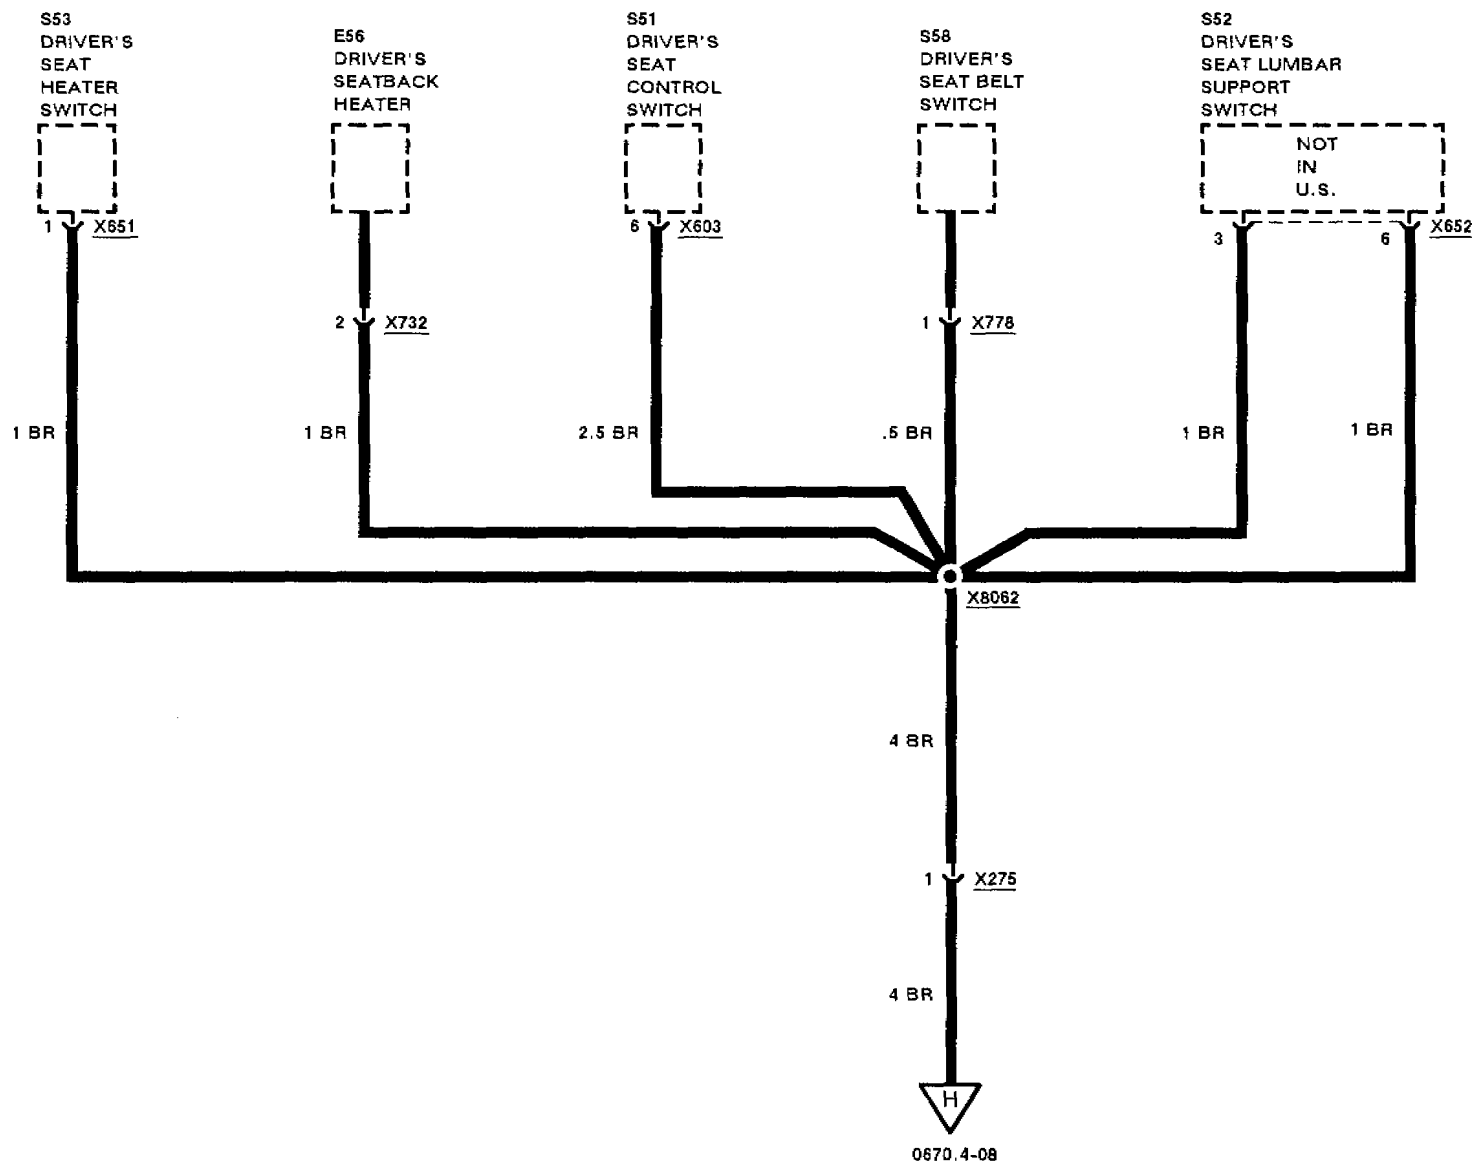 S53
DRIVER'S
SEAT
HEATER
SWITCH
E56
DRIVER'S
SEATBACK
HEATER
S51
DRIVER'S
SEAT
CONTROL
SWITCH
S58
DRIVER'S
SEAT BELT
SWITCH
S52
DRIVER'S
SEAT LUMBAR
SUPPORT
SWITCH
NOT
IN
U.S.
1 X651
6 X603
3
6 X652
2 X732
1 X778
1 BR
1 BR
2.5 BR
.5 BR
1 BR
1 BR
X8062
4 BR
1 X275
4 BR
H
0670.4-08